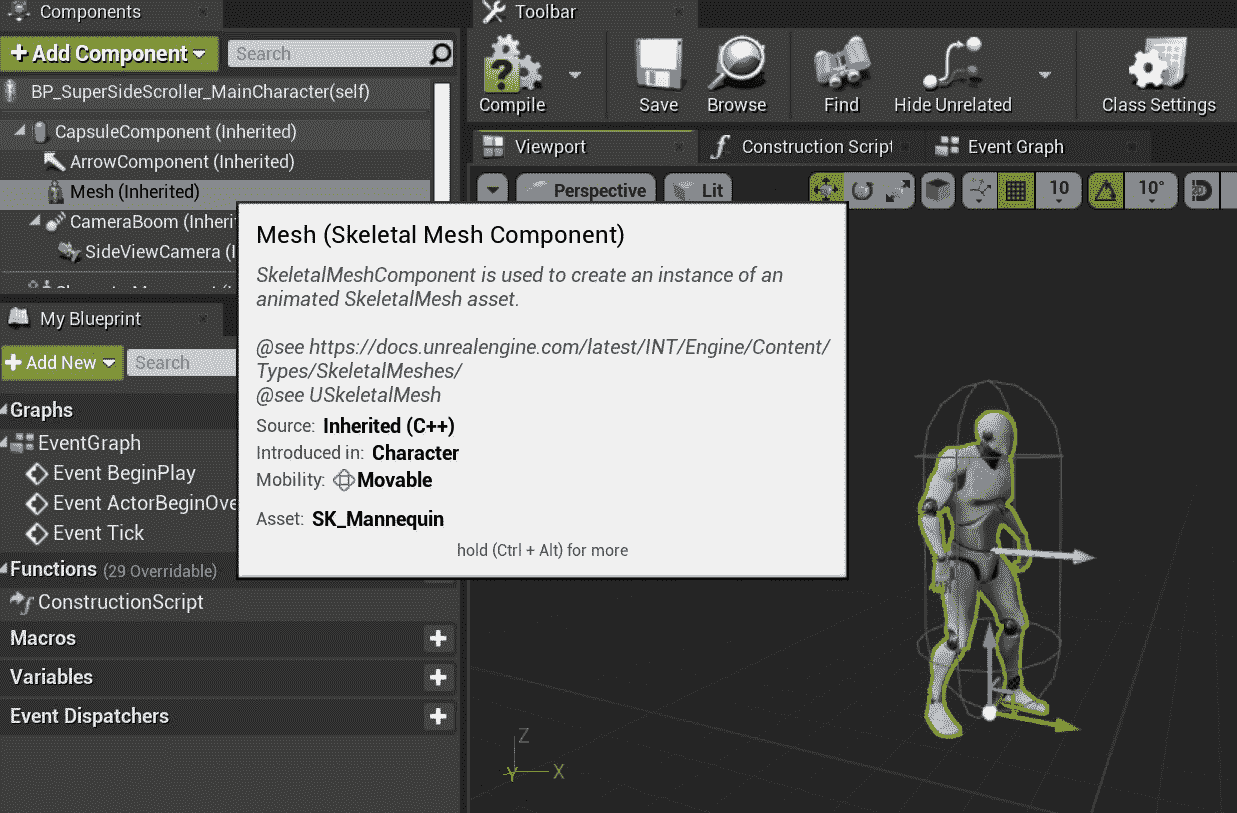 Components
Toolbar
+ Add Component
Search
Compile
Save
Browse
Find
Hide Unrelated
Class Settings
BP_SuperSideScroller_MainCharacter(self)
CapsuleComponent (Inherited)
ArrowComponent (Inherited)
Mesh (Inherited)
CameraBoom (Inheri
SideViewCamera (I
Viewport
Construction Script
Event Graph
Perspective
Lit
10
10°
Mesh (Skeletal Mesh Component)
SkeletalMeshComponent is used to create an instance of an
animated SkeletalMesh asset.
@see https://docs.unrealengine.com/latest/INT/Engine/Content/
Types/SkeletalMeshes/
@see USkeletalMesh
Source: Inherited (C++)
Introduced in: Character
Mobility: Movable
Asset: SK_Mannequin
hold (Ctrl + Alt) for more
My Blueprint
+ Add New
Search
Graphs
EventGraph
Event BeginPlay
Event ActorBeginOve
Event Tick
Functions (29 Overridable)
ConstructionScript
Macros
Variables
Event Dispatchers
Z
Y
X